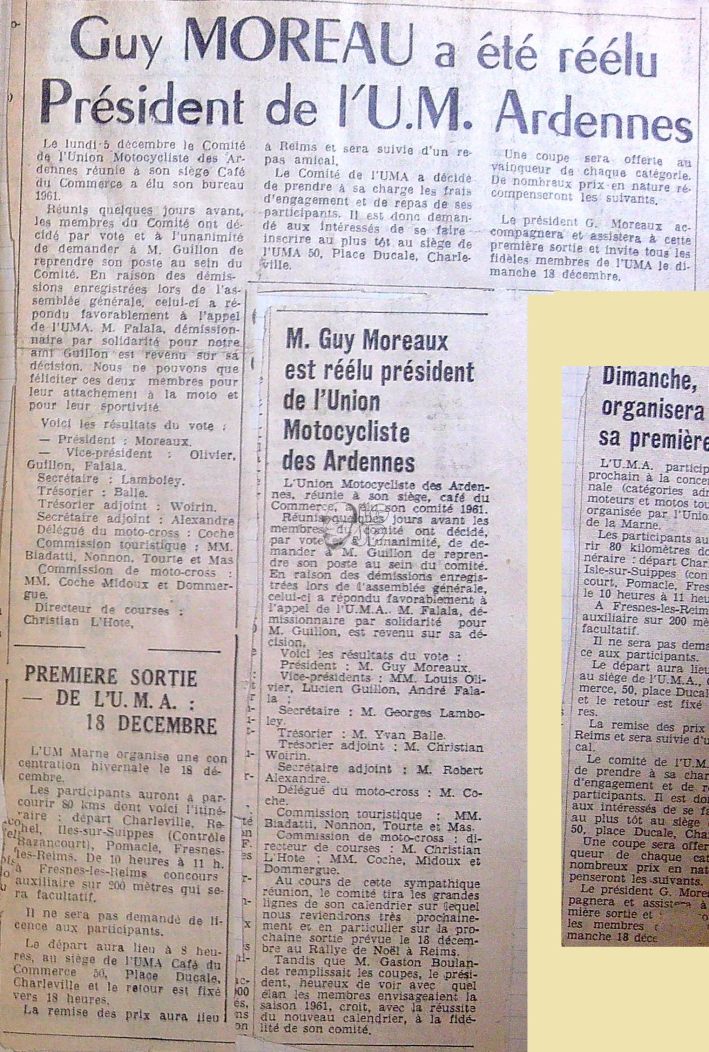 Guy MOREAU a été réélu
Président de l'U.M. Ardennes
Le lundi 5 décembre le Comité
de l'Union Motocycliste des Ar-
dennes réunie à son siège Café
du Commerce a élu son bureau
1961.
Réunis quelques jours avant,
les membres du Comité ont dé-
cidé par vote et à l'unanimité
de demander à M. Guillon de
reprendre son poste au sein du
Comité. En raison des démis-
sions enregistrées lors de l'as-
semblée générale, celui-ci a ré-
pondu favorablement à l'appel
de l'UMA. M. Falala, démission-
naire par solidarité pour notre
ami Guillon est revenu sur sa
décision. Nous ne pouvons que
féliciter ces deux membres pour
leur attachement à la moto et
pour leur sportivité
Voici les résultats du vote :
— Président : Moreaux.
— Vice-président : Olivier,
Guillon, Falala.
Secrétaire : Lamboley.
Trésorier : Balle.
Trésorier adjoint : Woirin.
Secrétaire adjoint : Alexandre
Délégué du moto-cross : Coche
Commission touristique : MM.
Biadatti, Nonnon, Tourte et Mas
Commission de moto-cross :
MM. Coche Midoux et Dommer-
gue.
Directeur de courses :
Christian L'Hote,
PREMIERE SORTIE
— DE L'U.M.A. :
18 DECEMBRE
L'UM Marne organise une con
centration hivernale le 18 dé-
cembre.
Les participants auront à par-
courir 80 kms dont voici l'itiné-
raire : départ Charleville, Re-
thel, Iles-sur-Suippes (Contrôle
Bazancourt), Pomacle, Fresnes-
les-Reims. De 10 heures à 11 h.
à Fresnes-les-Reims concours
auxiliaire sur 200 mètres qui se-
ra facultatif.
Il ne sera pas demandé de li-
cence aux participants.
Le départ aura lieu à 8 heu-
res, au siège de l'UMA Café du
Commerce 50, Place Ducale,
Charleville et le retour est fixé
vers 18 heures.
La remise des prix aura lieu
à Reims et sera suivie d'un re-
pas amical.
Le Comité de l'UMA a décidé
de prendre à sa charge les frais
d'engagement et de repas de ses
participants. Il est donc deman-
dé aux intéressés de se faire
inscrire au plus tôt au siège de
l'UMA 50, Place Ducale, Charle-
ville.
Une coupe sera offerte au
vainqueur de chaque catégorie.
De nombreux prix en nature ré-
compenseront les suivants.
Le président G. Moreaux ac-
compagnera et assistera à cette
première sortie et invite tous les
fidèles membres de l'UMA le di-
manche 18 décembre.
M. Guy Moreaux
est réélu président
de l'Union
Motocycliste
des Ardennes
L'Union Motocycliste des Arden-
nes, réunie à son siège, café du
Commerce, a élu son comité 1961.
Réunis quelques jours avant les
membres du comité ont décidé,
par vote à l'unanimité, de de-
mander à M. Guillon de repren-
dre son poste au sein du comité.
En raison des démissions enregis-
trées lors de l'assemblée générale,
celui-ci a répondu favorablement à
l'appel de l'U.M.A.. M. Falala, dé-
missionnaire par solidarité pour
M. Guillon, est revenu sur sa dé-
cision.
Voici les résultats du vote :
Président : M. Guy Moreaux.
Vice-présidents : MM. Louis Oli-
vier, Lucien Guillon, André Fala-
la ;
Secrétaire : M. Georges Lambo-
ley.
Trésorier : M. Yvan Balle.
Trésorier adjoint : M. Christian
Woirin.
Secrétaire adjoint : M. Robert
Alexandre.
Délégué du moto-cross : M. Co-
che.
Commission touristique : MM.
Biadatti, Nonnon, Tourte et Mas.
Commission de moto-cross : di-
recteur de courses : M. Christian
L'Hote ; MM. Coche, Midoux et
Dommergue.
Au cours de cette sympathique
réunion, le comité tira les grandes
lignes de son calendrier sur lequel
nous reviendrons très prochaine-
ment et en particulier sur la pro-
chaine sortie prévue le 18 décem-
bre au Rallye de Noël à Reims.
Tandis que M. Gaston Boulan-
det remplissait les coupes, le prési-
dent, heureux de voir avec quel
élan les membres envisageaient la
saison 1961, croit, avec la réussite
du nouveau calendrier, à la fidé-
lité de son comité.
Dimanche,
organisera
sa première
L'U.M.A. particip
prochain à la concen
nale (catégories adm
moteurs et motos tou
organisée par l'Union
de la Marne.
Les participants au
rir 80 kilomètres do
néraire : départ Char
Isle-sur-Suippes (con
court, Pomacle, Fres
le 10 heures à 11 heu
A Fresnes-les-Reim
auxiliaire sur 200 mè
facultatif.
Il ne sera pas dema
ce aux participants.
Le départ aura lieu
au siège de l'U.M.A., C
merce, 50, place Ducal
et le retour est fixé
res.
La remise des prix
Reims et sera suivie d'u
cal.
Le comité de l'U.M.
de prendre à sa char
d'engagement et de r
participants. Il est do
aux intéressés de se fa
au plus tôt au siège
50, place Ducale, Cha
Une coupe sera offer
queur de chaque cat
nombreux prix en nat
penseront les suivants.
Le président G. More
pagnera et assistera à
mière sortie et
les membres
manche 18 déce